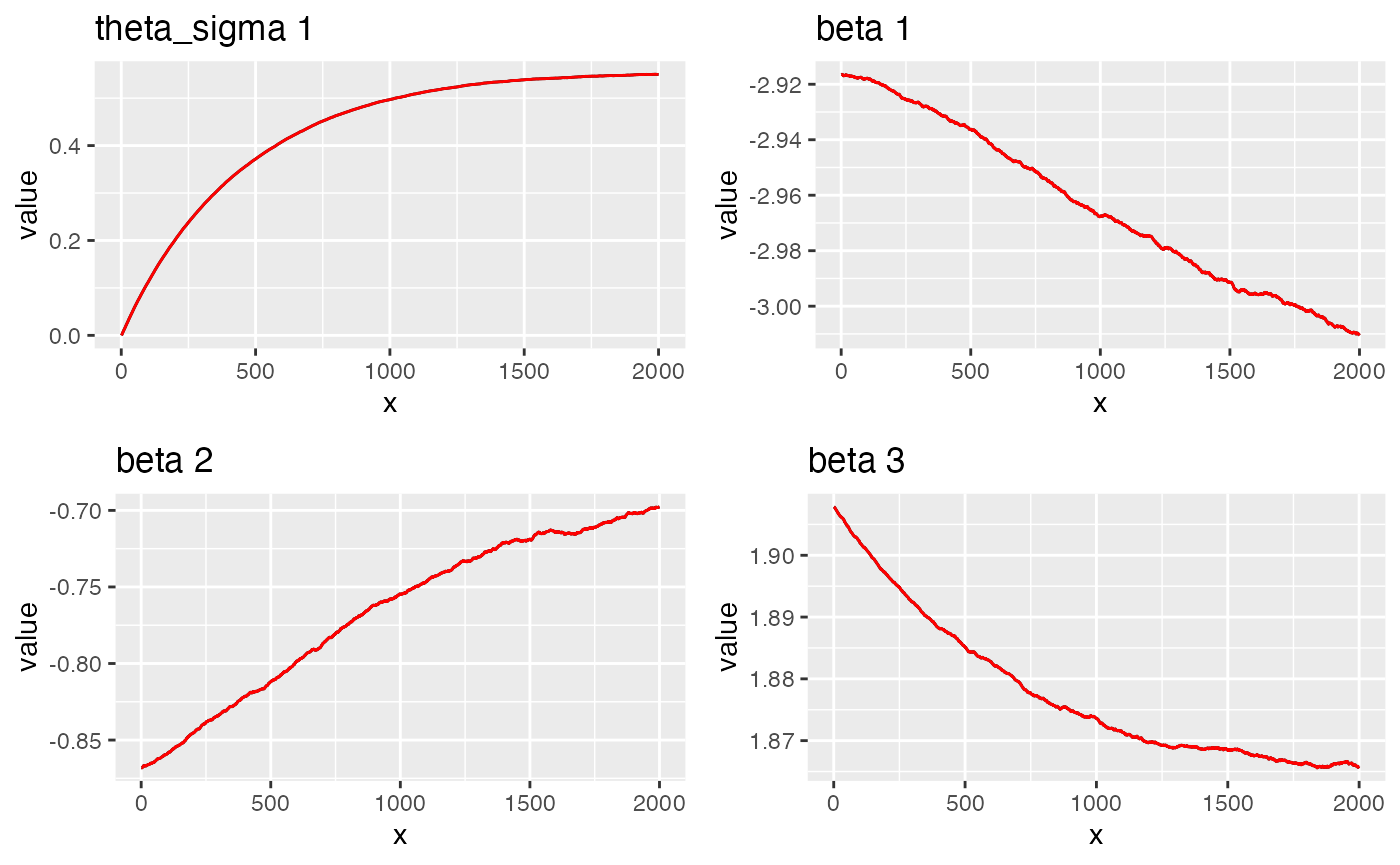 theta_sigma 1
value
0.4
0.2
0.0
0 500 1000 1500 2000
x
beta 1
value
-2.92
-2.94
-2.96
-2.98
-3.00
0 500 1000 1500 2000
x
beta 2
value
-0.70
-0.75
-0.80
-0.85
0 500 1000 1500 2000
x
beta 3
value
1.90
1.89
1.88
1.87
0 500 1000 1500 2000
x